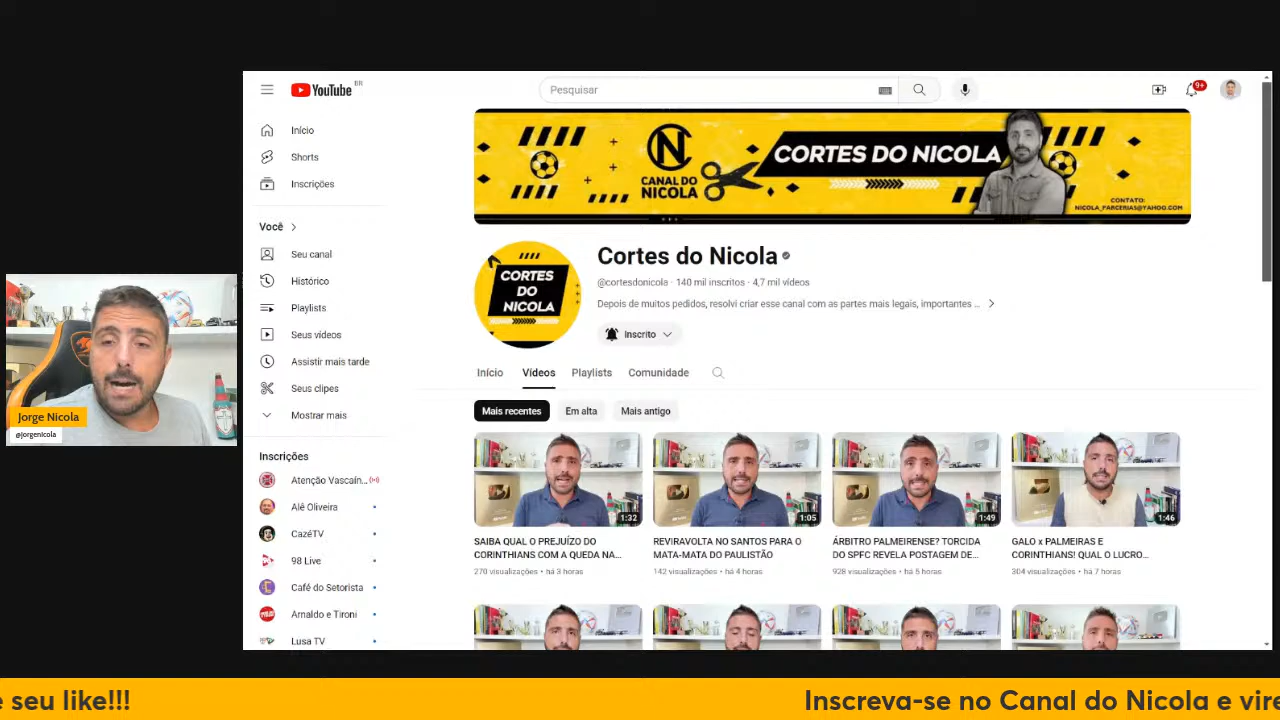 YouTube BR
Pesquisar
9+
Início
Shorts
Inscrições
Você
Seu canal
Histórico
Playlists
Seus vídeos
Assistir mais tarde
Seus clipes
Mostrar mais
Inscrições
Atenção Vascaín...
Alê Oliveira
CazéTV
98 Live
Café do Setorista
Arnaldo e Tironi
Lusa TV
CN
CANAL DO
NICOLA
CORTES DO NICOLA
CONTATO:
NICOLA_PARCERIAS@YAHOO.COM
CORTES
DO
NICOLA
Cortes do Nicola
@cortesdonicola · 140 mil inscritos · 4,7 mil vídeos
Depois de muitos pedidos, resolvi criar esse canal com as partes mais legais, importantes ...
Inscrito
Início Vídeos Playlists Comunidade
Mais recentes Em alta Mais antigo
1:32
SAIBA QUAL O PREJUÍZO DO
CORINTHIANS COM A QUEDA NA...
270 visualizações • há 3 horas
1:05
REVIRAVOLTA NO SANTOS PARA O
MATA-MATA DO PAULISTÃO
142 visualizações • há 4 horas
1:49
ÁRBITRO PALMEIRENSE? TORCIDA
DO SPFC REVELA POSTAGEM DE...
928 visualizações • há 5 horas
1:46
GALO x PALMEIRAS E
CORINTHIANS! QUAL O LUCRO...
304 visualizações • há 7 horas
Jorge Nicola
@jorgenicola
e seu like!!!
Inscreva-se no Canal do Nicola e vire